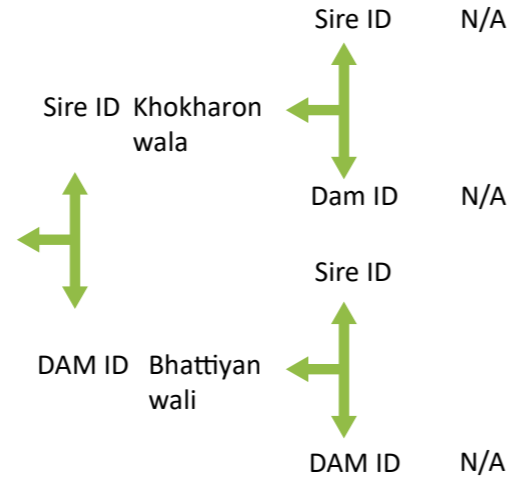 Sire ID N/A
Sire ID Khokharon
wala
Dam ID N/A
Sire ID
DAM ID Bhattiyan
wali
DAM ID N/A